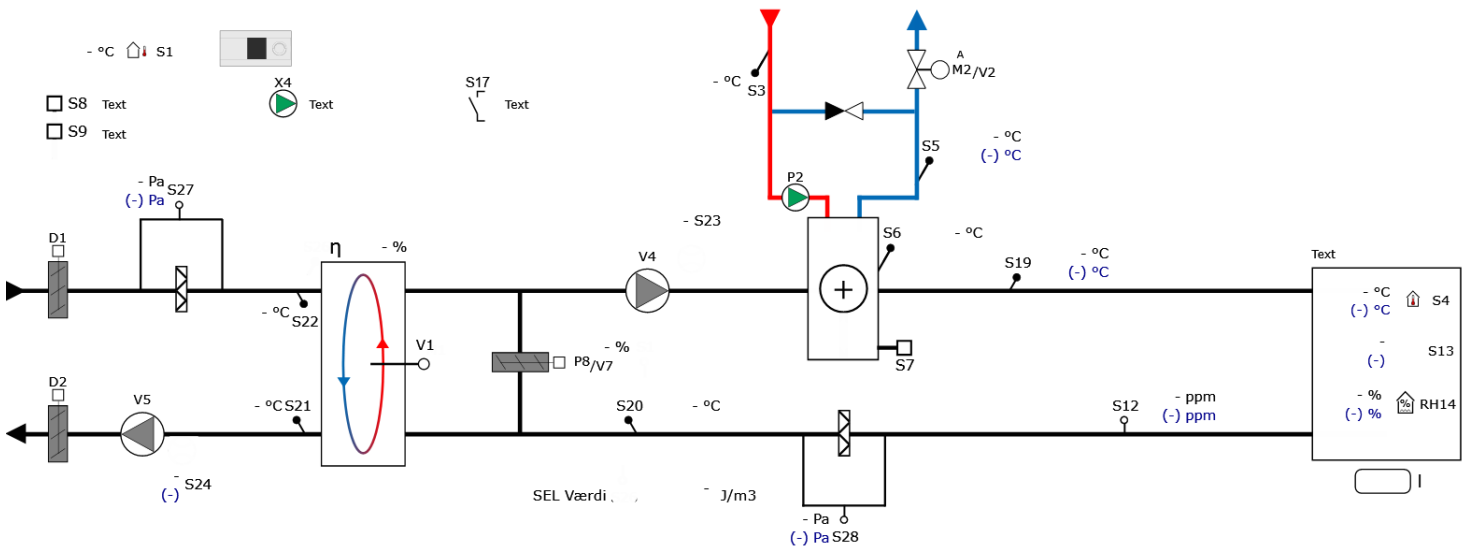 - °C S1
X4
Text
S17
Text
S8 Text
S9 Text
- °C
S3
A
M2/V2
S5
- °C
(-) °C
P2
- Pa
(-) Pa
S27
D1
η
- %
- S23
V4
S6
- °C
S19
- °C
(-) °C
Text
- °C
(-) °C
S4
- °C
S22
V1
- %
P8/V7
+
S7
-
(-)
S13
D2
V5
- °C S21
S20
- °C
- ppm
(-) ppm
S12
- %
(-) %
%
RH14
-
(-)
S24
SEL Værdi
- J/m3
- Pa
(-) Pa S28
I